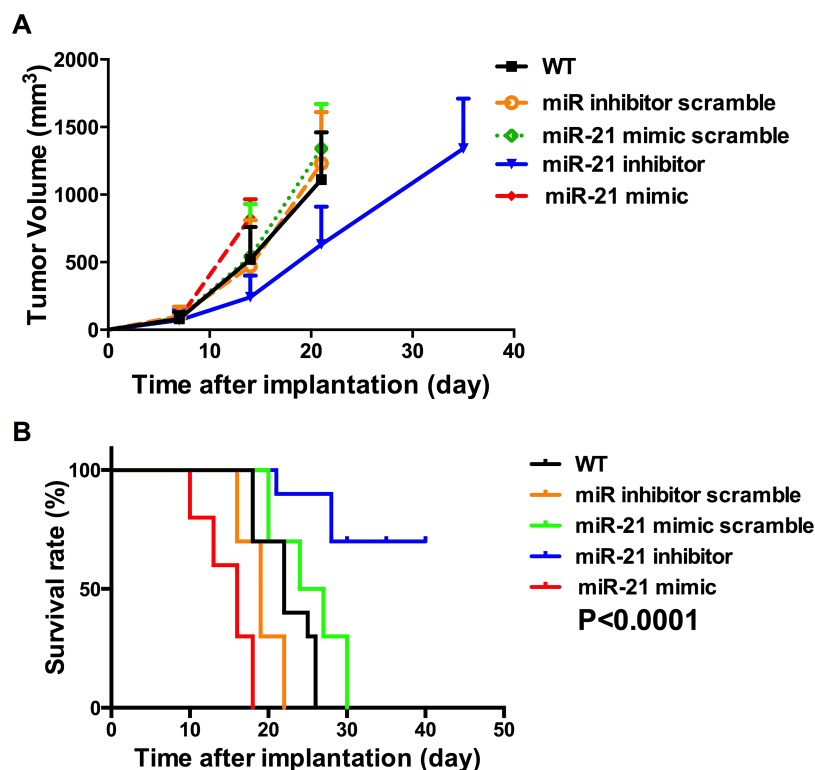 A
2000
1500
1000
500
0
0 10 20 30 40
Tumor Volume (mm³)
Time after implantation (day)
WT
miR inhibitor scramble
miR-21 mimic scramble
miR-21 inhibitor
miR-21 mimic
B
100
50
0
0 10 20 30 40 50
Survival rate (%)
Time after implantation (day)
WT
miR inhibitor scramble
miR-21 mimic scramble
miR-21 inhibitor
miR-21 mimic
P<0.0001